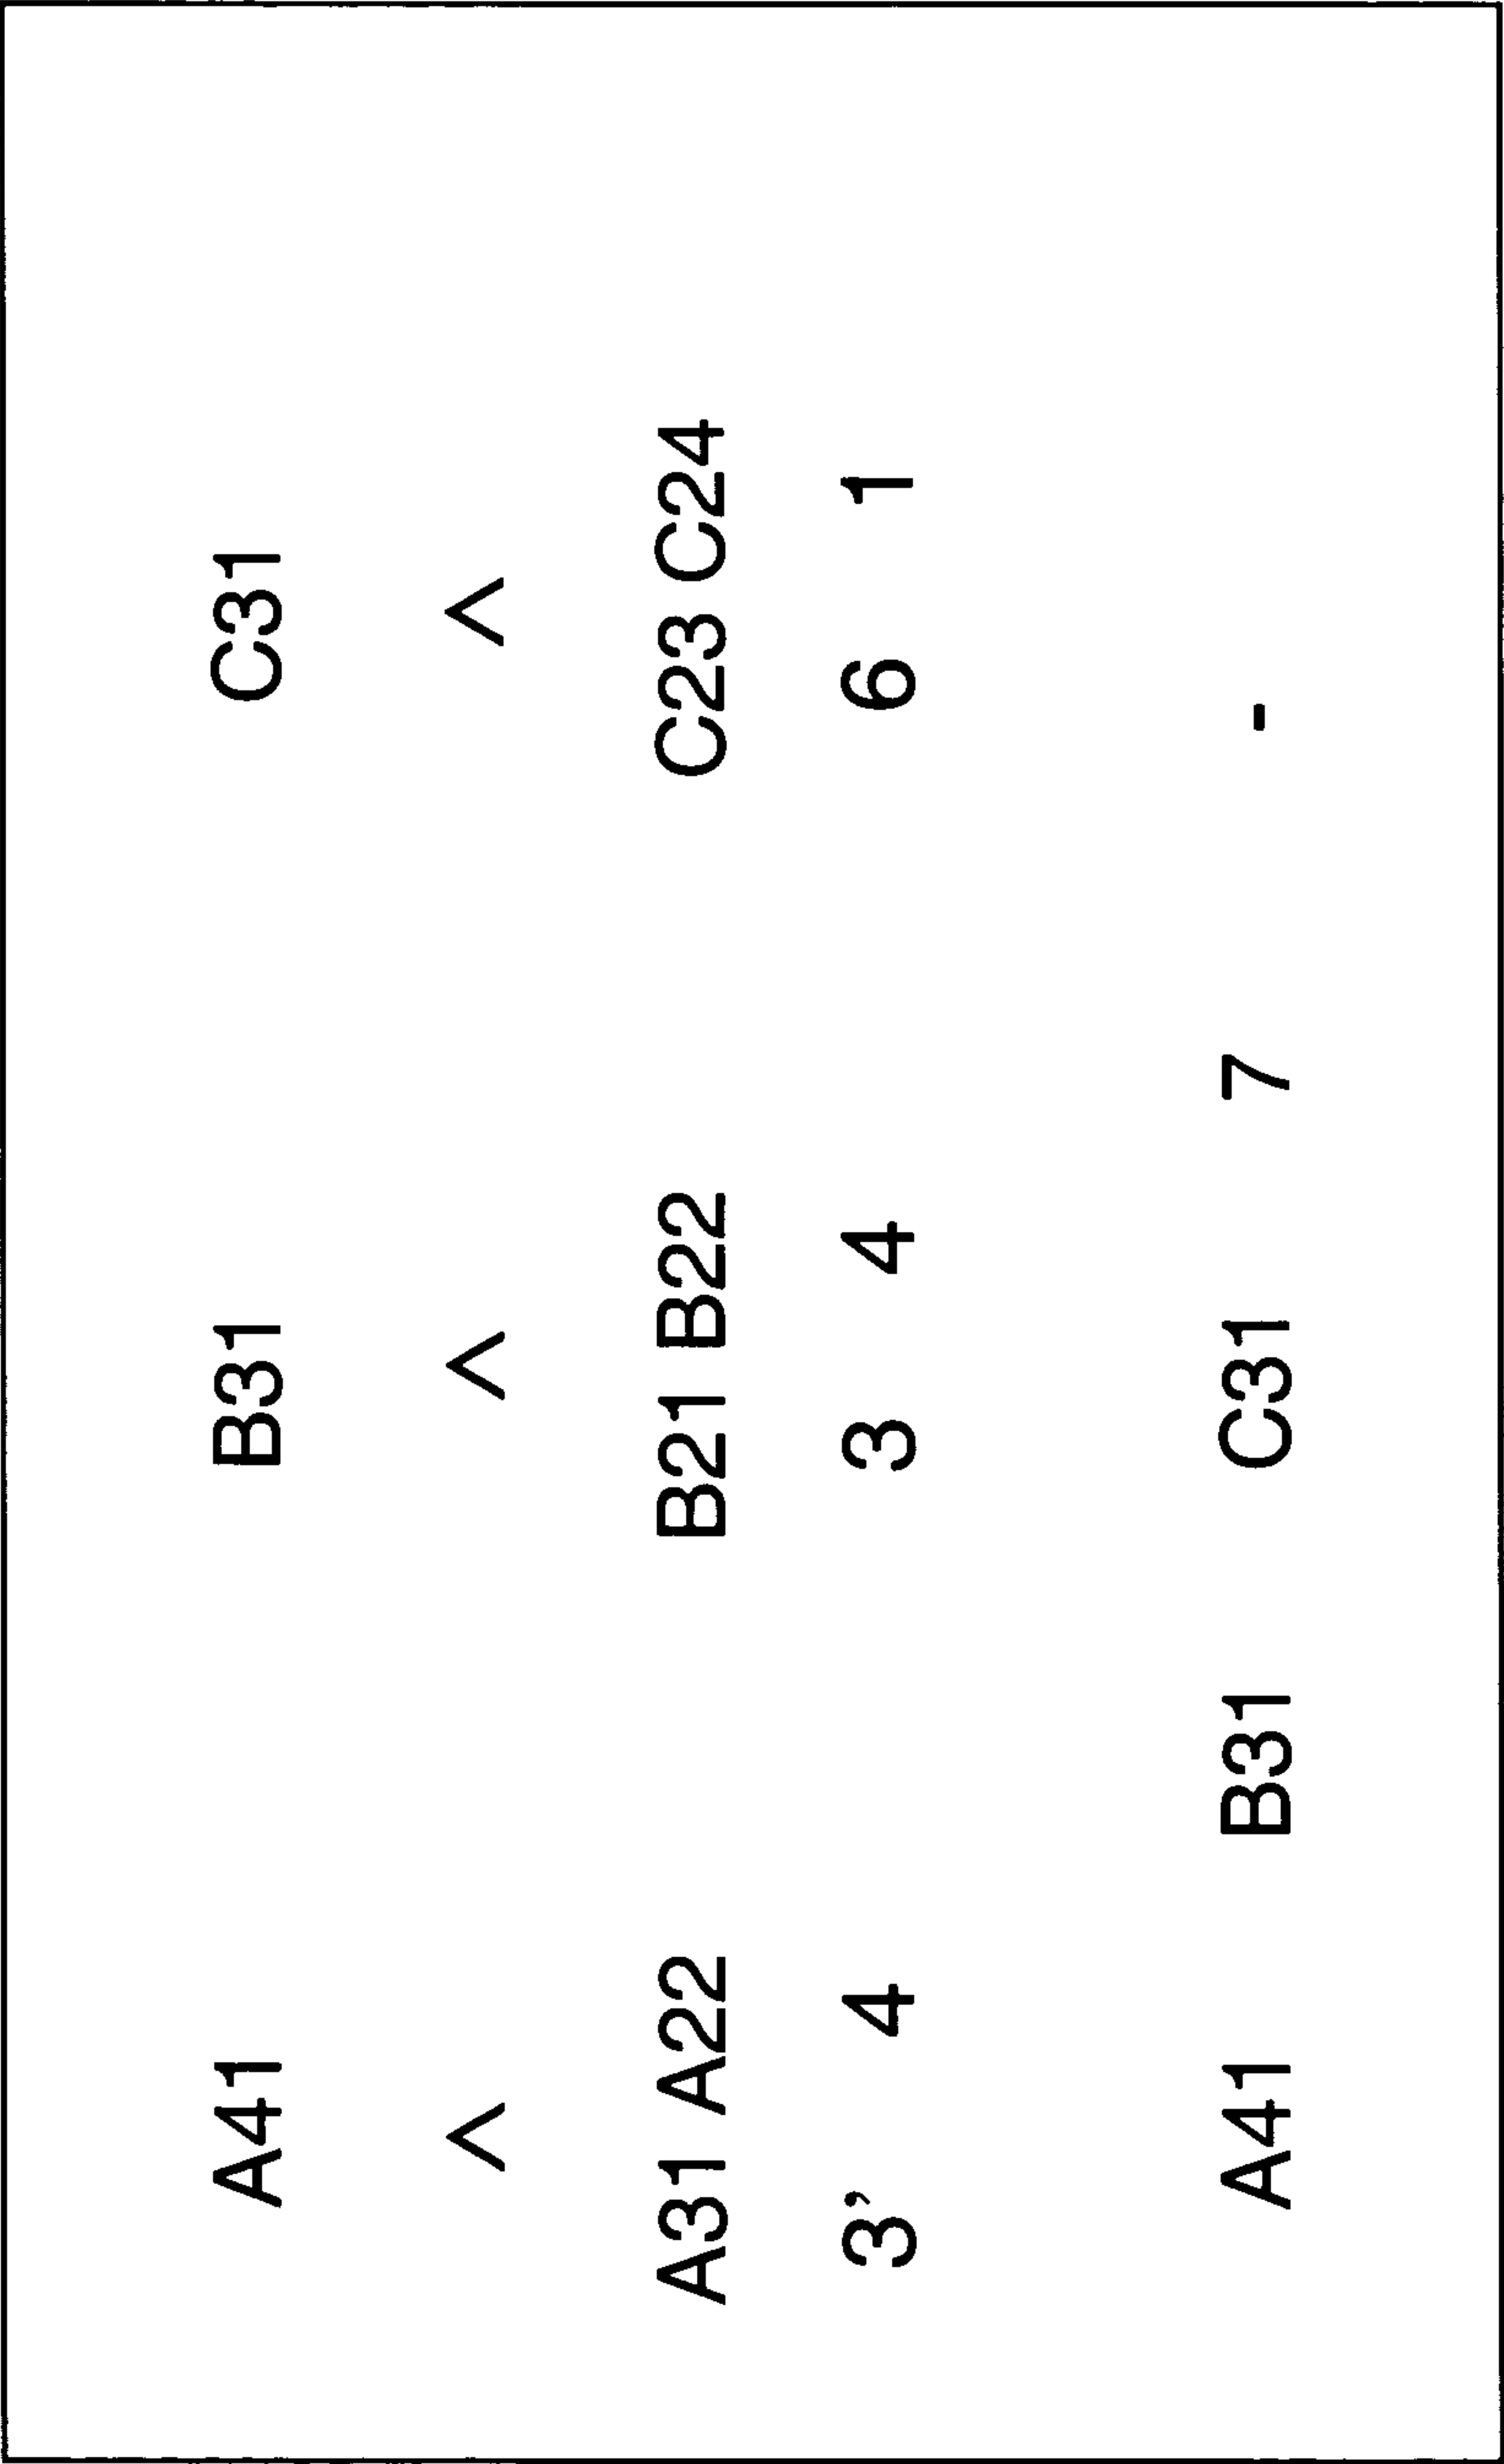 A41 B31 C31
∧ ∧ ∧
A31 A22 B21 B22 C23 C24
3’ 4 3 4 6 1
A41 B31 C31 7 -